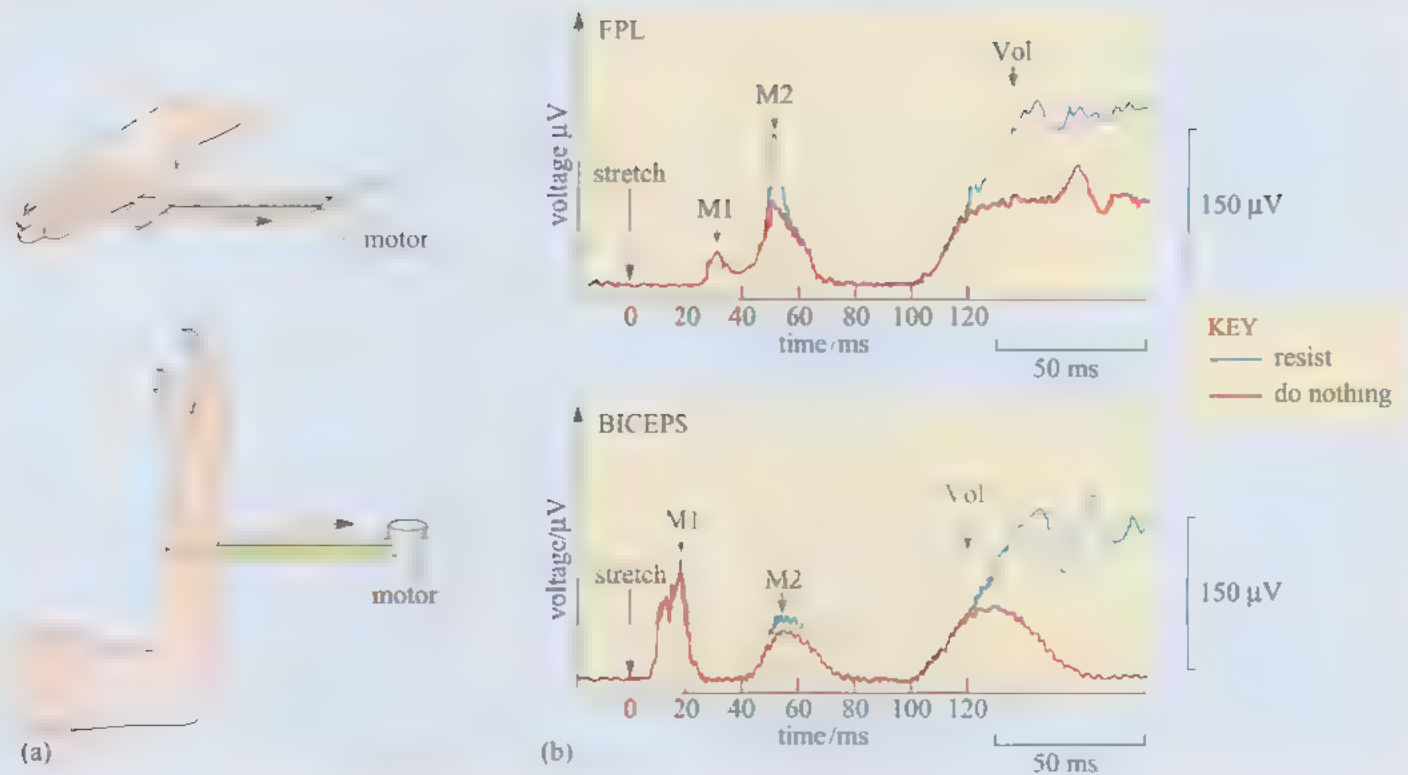 motor
motor
(a)
FPL
Vol
M2
voltage μV
stretch
M1
150 μV
0 20 40 60 80 100 120
time/ms
50 ms
KEY
resist
do nothing
BICEPS
Vol
M1
voltage/μV
stretch
M2
150 μV
0 20 40 60 80 100 120
time/ms
50 ms
(b)